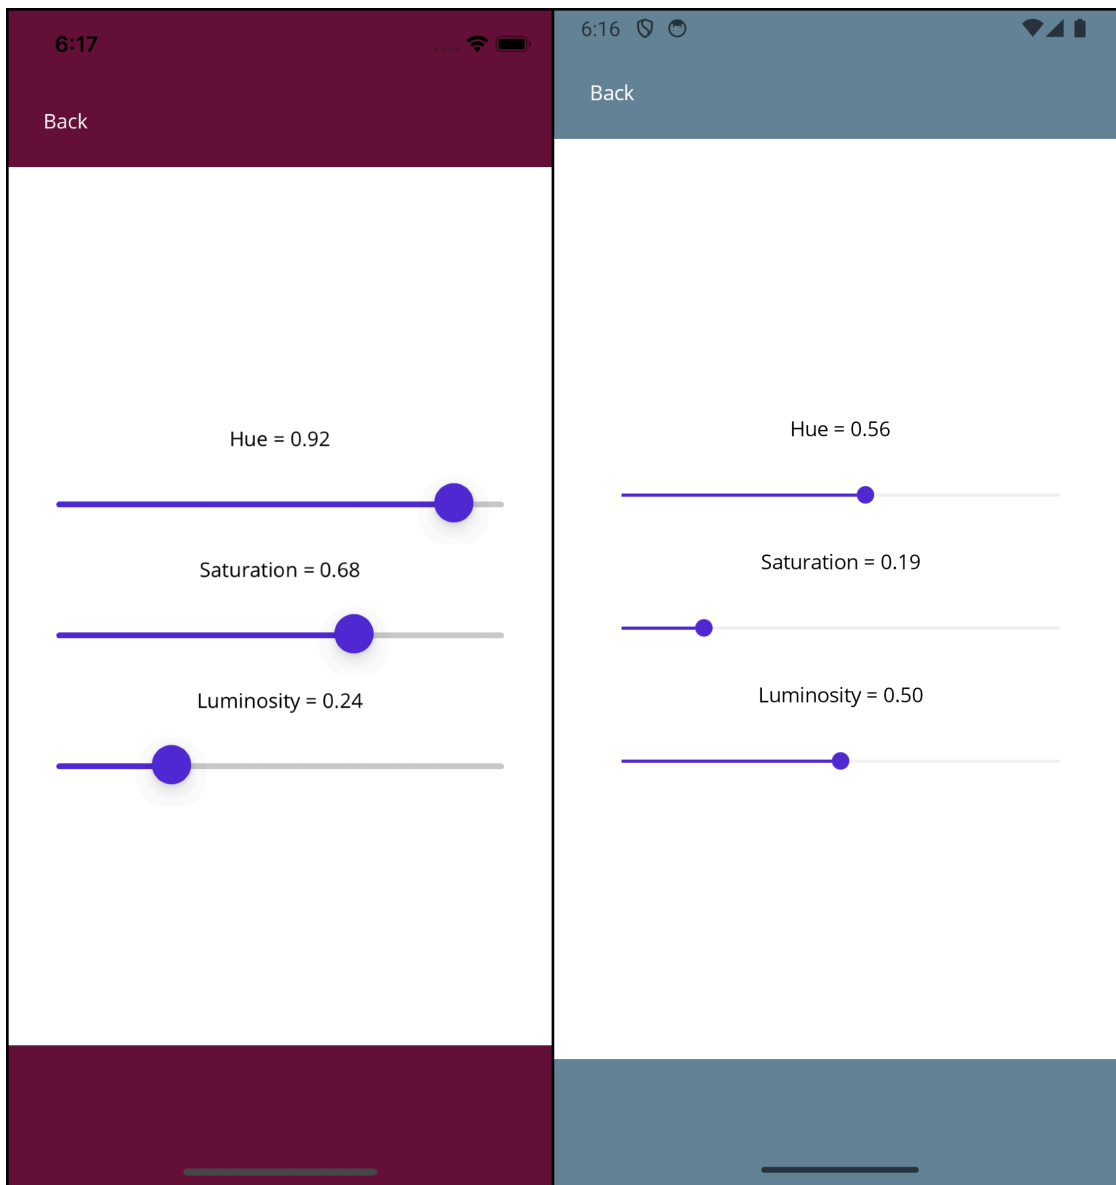 6:17
Back
Hue = 0.92
Saturation = 0.68
Luminosity = 0.24
6:16
Back
Hue = 0.56
Saturation = 0.19
Luminosity = 0.50